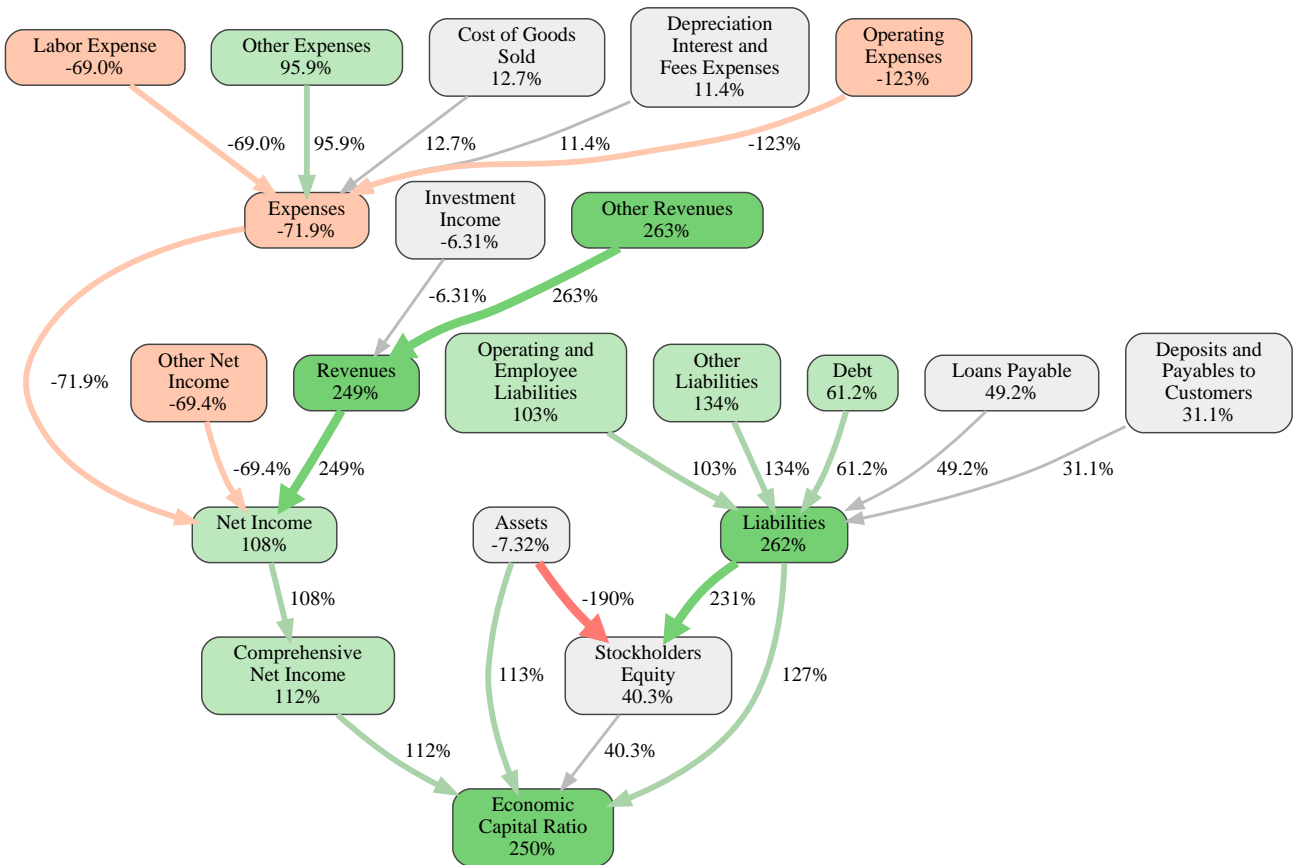 Labor Expense
-69.0%
Other Expenses
95.9%
Cost of Goods
Sold
12.7%
Depreciation
Interest and
Fees Expenses
11.4%
Operating
Expenses
-123%
-69.0%
95.9%
12.7%
11.4%
-123%
Expenses
-71.9%
Investment
Income
-6.31%
Other Revenues
263%
-6.31%
263%
-71.9%
Other Net
Income
-69.4%
Revenues
249%
Operating and
Employee
Liabilities
103%
Other
Liabilities
134%
Debt
61.2%
Loans Payable
49.2%
Deposits and
Payables to
Customers
31.1%
-69.4%
249%
103%
134%
61.2%
49.2%
31.1%
Net Income
108%
Assets
-7.32%
Liabilities
262%
108%
-190%
231%
Comprehensive
Net Income
112%
113%
Stockholders
Equity
40.3%
127%
112%
40.3%
Economic
Capital Ratio
250%